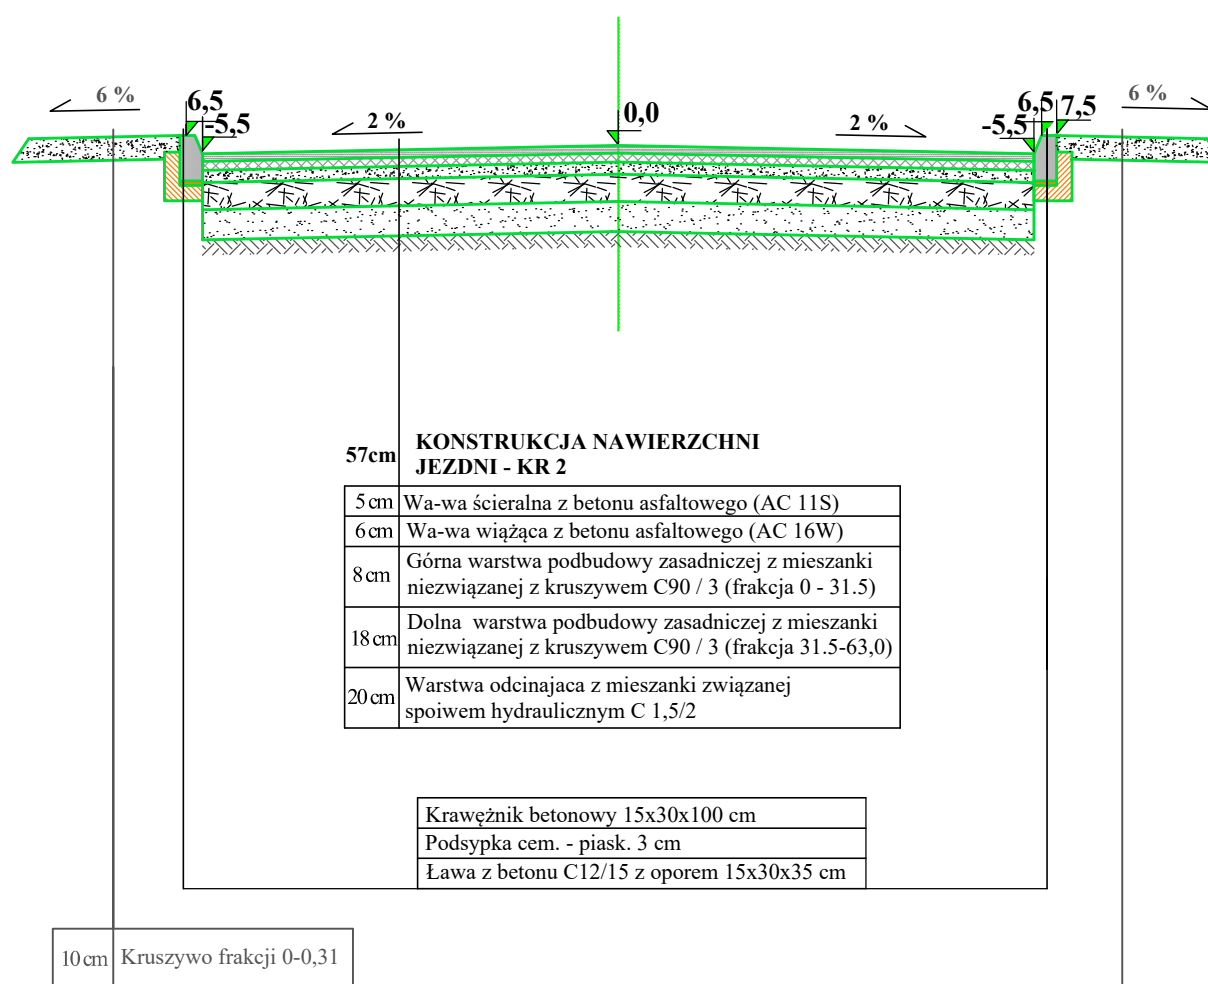 6 %
6,5
-5,5
2 %
0,0
2 %
-5,5
6,5
7,5
6 %
57cm
KONSTRUKCJA NAWIERZCHNI
JEZDNI - KR 2
5 cm Wa-wa ścieralna z betonu asfaltowego (AC 11S)
6 cm Wa-wa wiążąca z betonu asfaltowego (AC 16W)
8 cm Górna warstwa podbudowy zasadniczej z mieszanki
niezwiązanej z kruszywem C90 / 3 (frakcja 0 - 31.5)
18 cm Dolna warstwa podbudowy zasadniczej z mieszanki
niezwiązanej z kruszywem C90 / 3 (frakcja 31.5-63,0)
20 cm Warstwa odcinajaca z mieszanki związanej
spoiwem hydraulicznym C 1,5/2
Krawężnik betonowy 15x30x100 cm
Podsypka cem. - piask. 3 cm
Ława z betonu C12/15 z oporem 15x30x35 cm
10 cm Kruszywo frakcji 0-0,31